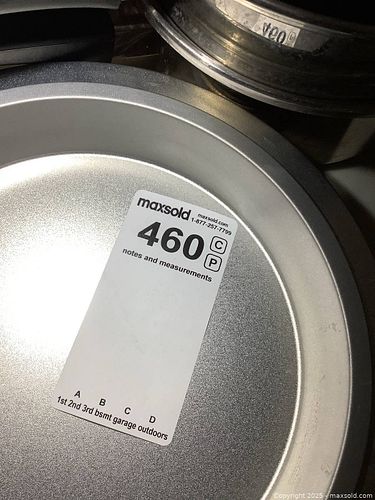 460
maxsold maxsold.com
1-877-257-7799
460 C
P
notes and measurements
A B C D
1st 2nd 3rd bsmt garage outdoors
Copyright 2025 - maxsold.com